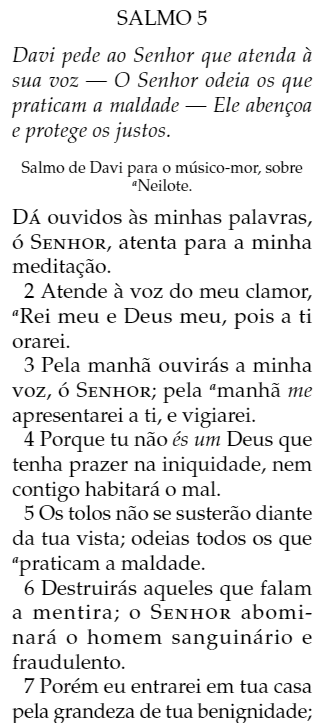 SALMO 5
Davi pede ao Senhor que atenda à
sua voz — O Senhor odeia os que
praticam a maldade — Ele abençoa
e protege os justos.
Salmo de Davi para o músico-mor, sobre
aNeilote.
DÁ ouvidos às minhas palavras,
ó SENHOR, atenta para a minha
meditação.
2 Atende à voz do meu clamor,
aRei meu e Deus meu, pois a ti
orarei.
3 Pela manhã ouvirás a minha
voz, ó SENHOR; pela amanhã me
apresentarei a ti, e vigiarei.
4 Porque tu não és um Deus que
tenha prazer na iniquidade, nem
contigo habitará o mal.
5 Os tolos não se susterão diante
da tua vista; odeias todos os que
apraticam a maldade.
6 Destruirás aqueles que falam
a mentira; o SENHOR abomi-
nará o homem sanguinário e
fraudulento.
7 Porém eu entrarei em tua casa
pela grandeza de tua benignidade;